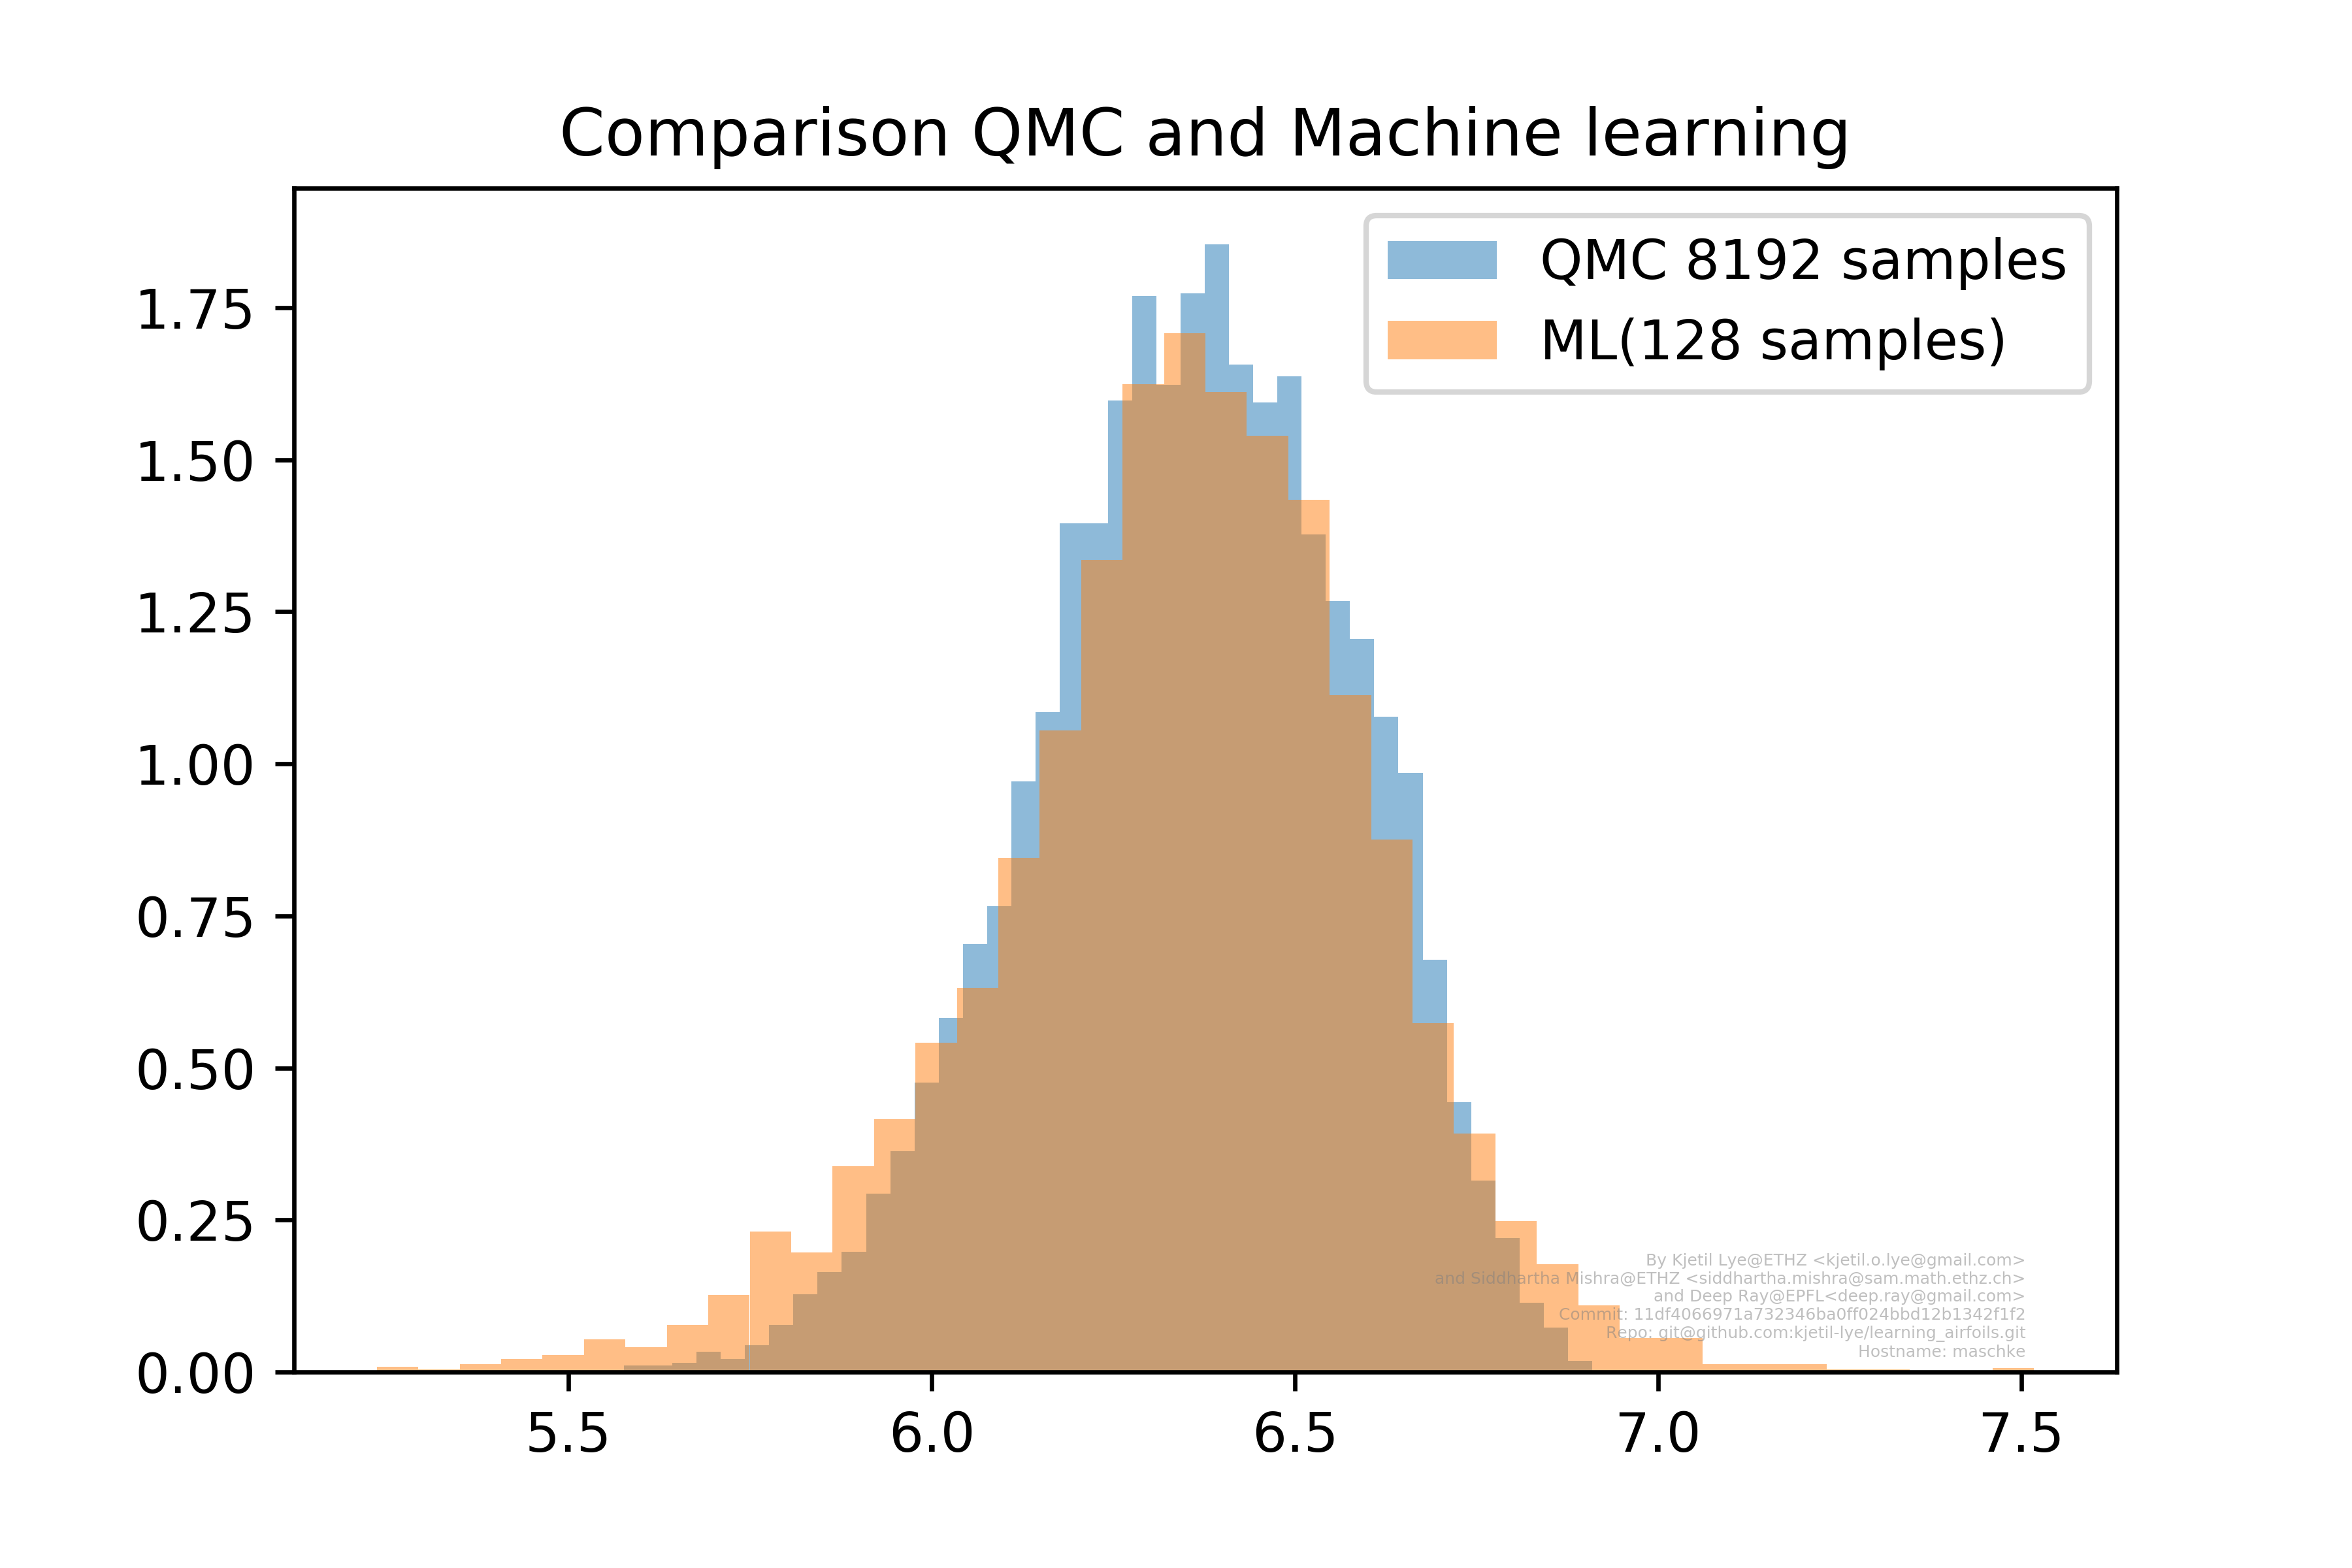 Comparison QMC and Machine learning
QMC 8192 samples
ML(128 samples)
1.75
1.50
1.25
1.00
0.75
0.50
0.25
0.00
By Kjetil Lye@ETHZ <kjetil.o.lye@gmail.com>
and Siddhartha Mishra@ETHZ <siddhartha.mishra@sam.math.ethz.ch>
and Deep Ray@EPFL<deep.ray@gmail.com>
Commit: 11df4066971a732346ba0ff024bbd12b1342f1f2
Repo: git@github.com:kjetil-lye/learning_airfoils.git
Hostname: maschke
5.5 6.0 6.5 7.0 7.5